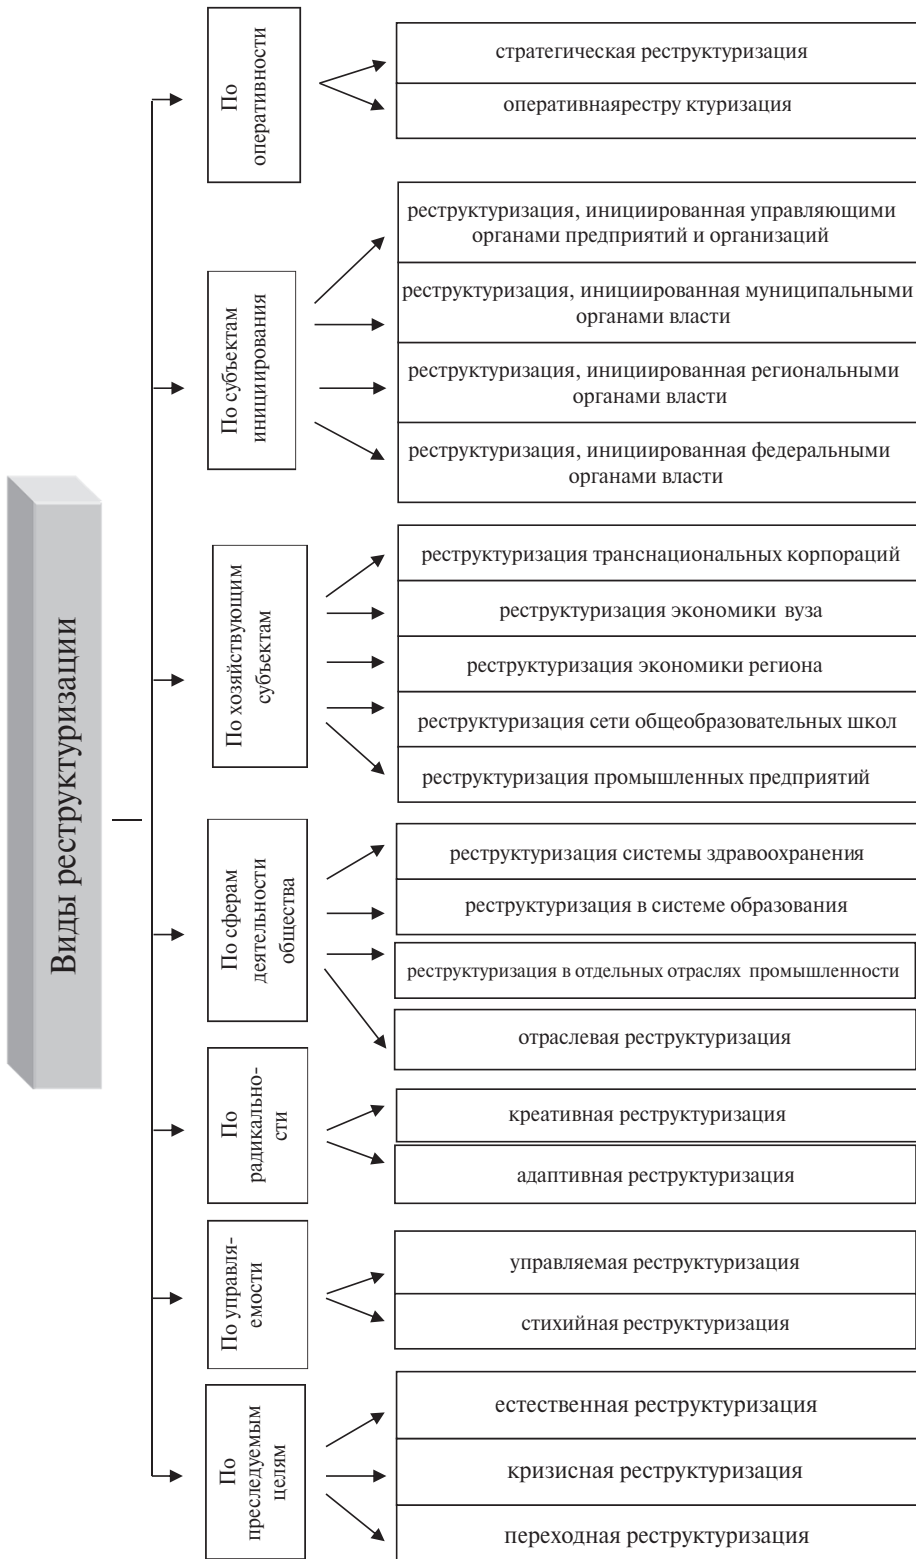 Виды реструктуризации
По
оперативности
стратегическая реструктуризация
оперативнаярестру ктуризация
По субъектам
инициирования
реструктуризация, инициированная управляющими
органами предприятий и организаций
реструктуризация, инициированная муниципальными
органами власти
реструктуризация, инициированная региональными
органами власти
реструктуризация, инициированная федеральными
органами власти
По хозяйствующим
субъектам
реструктуризация транснациональных корпораций
реструктуризация экономики вуза
реструктуризация экономики региона
реструктуризация сети общеобразовательных школ
реструктуризация промышленных предприятий
По сферам
деятельности
общества
реструктуризация системы здравоохранения
реструктуризация в системе образования
реструктуризация в отдельных отраслях промышленности
отраслевая реструктуризация
По
радикально-
сти
креативная реструктуризация
адаптивная реструктуризация
По управля-
емости
управляемая реструктуризация
стихийная реструктуризация
По
преследуемым
целям
естественная реструктуризация
кризисная реструктуризация
переходная реструктуризация